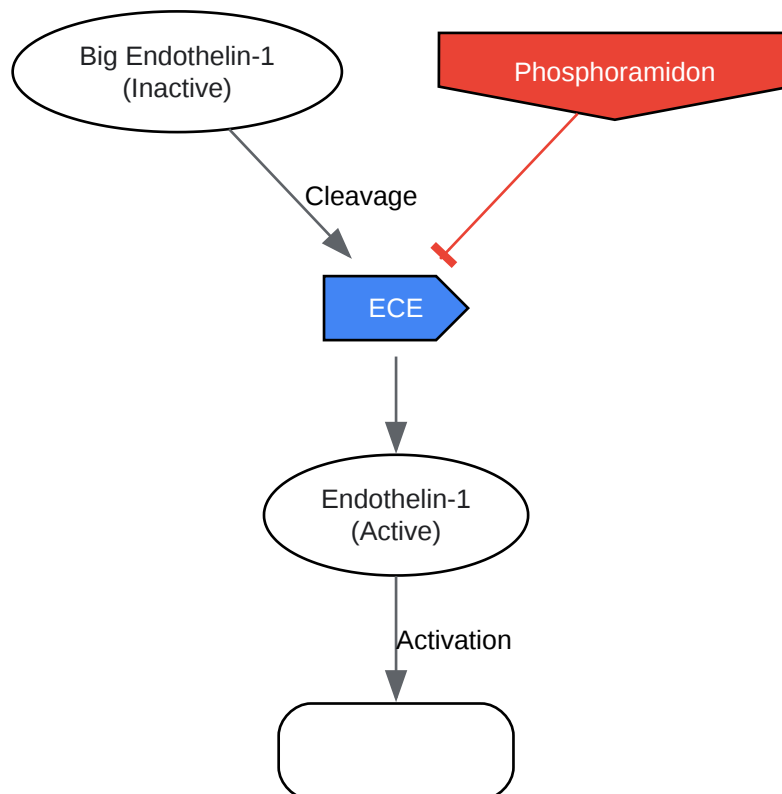 Big Endothelin-1
(Inactive)
Phosphoramidon
Cleavage
ECE
Endothelin-1
(Active)
Activation